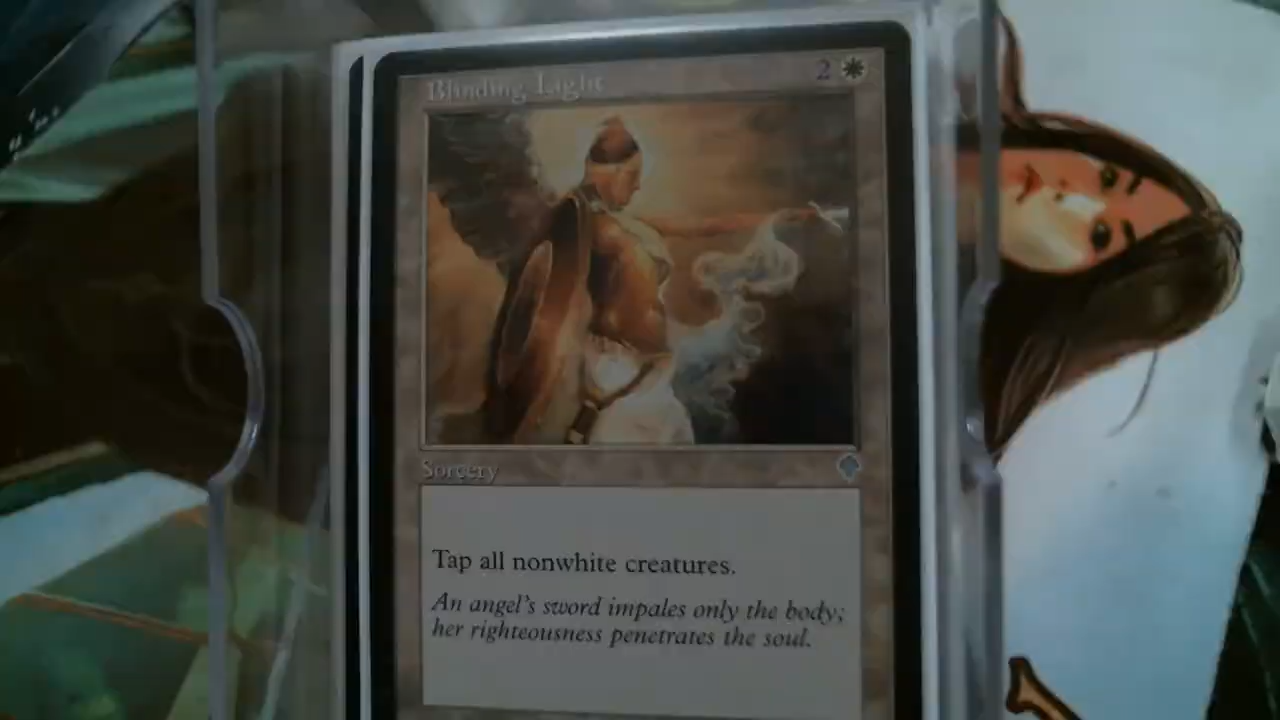 Blinding Light
2
Sorcery
Tap all nonwhite creatures.
An angel's sword impales only the body;
her righteousness penetrates the soul.